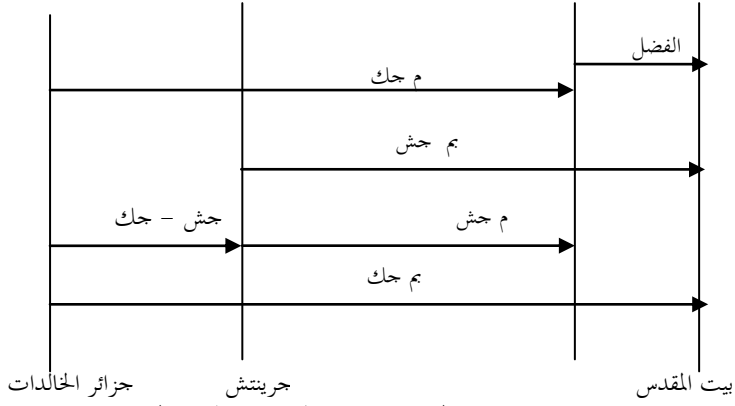 الفضل
م جك
بم جش
جش – جك
م جش
بم جك
بيت المقدس
جرينتش
جزائر الخالدات